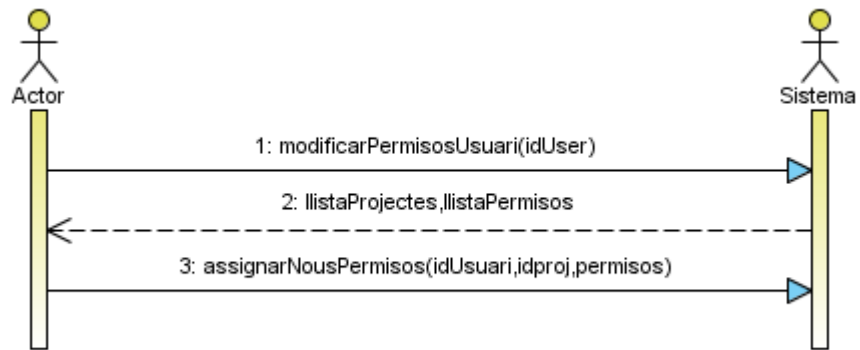 Actor
Sistema
1: modificarPermisosUsuari(idUser)
2: llistaProjectes,llistaPermisos
3: assignarNousPermisos(idUsuari,idproj,permisos)